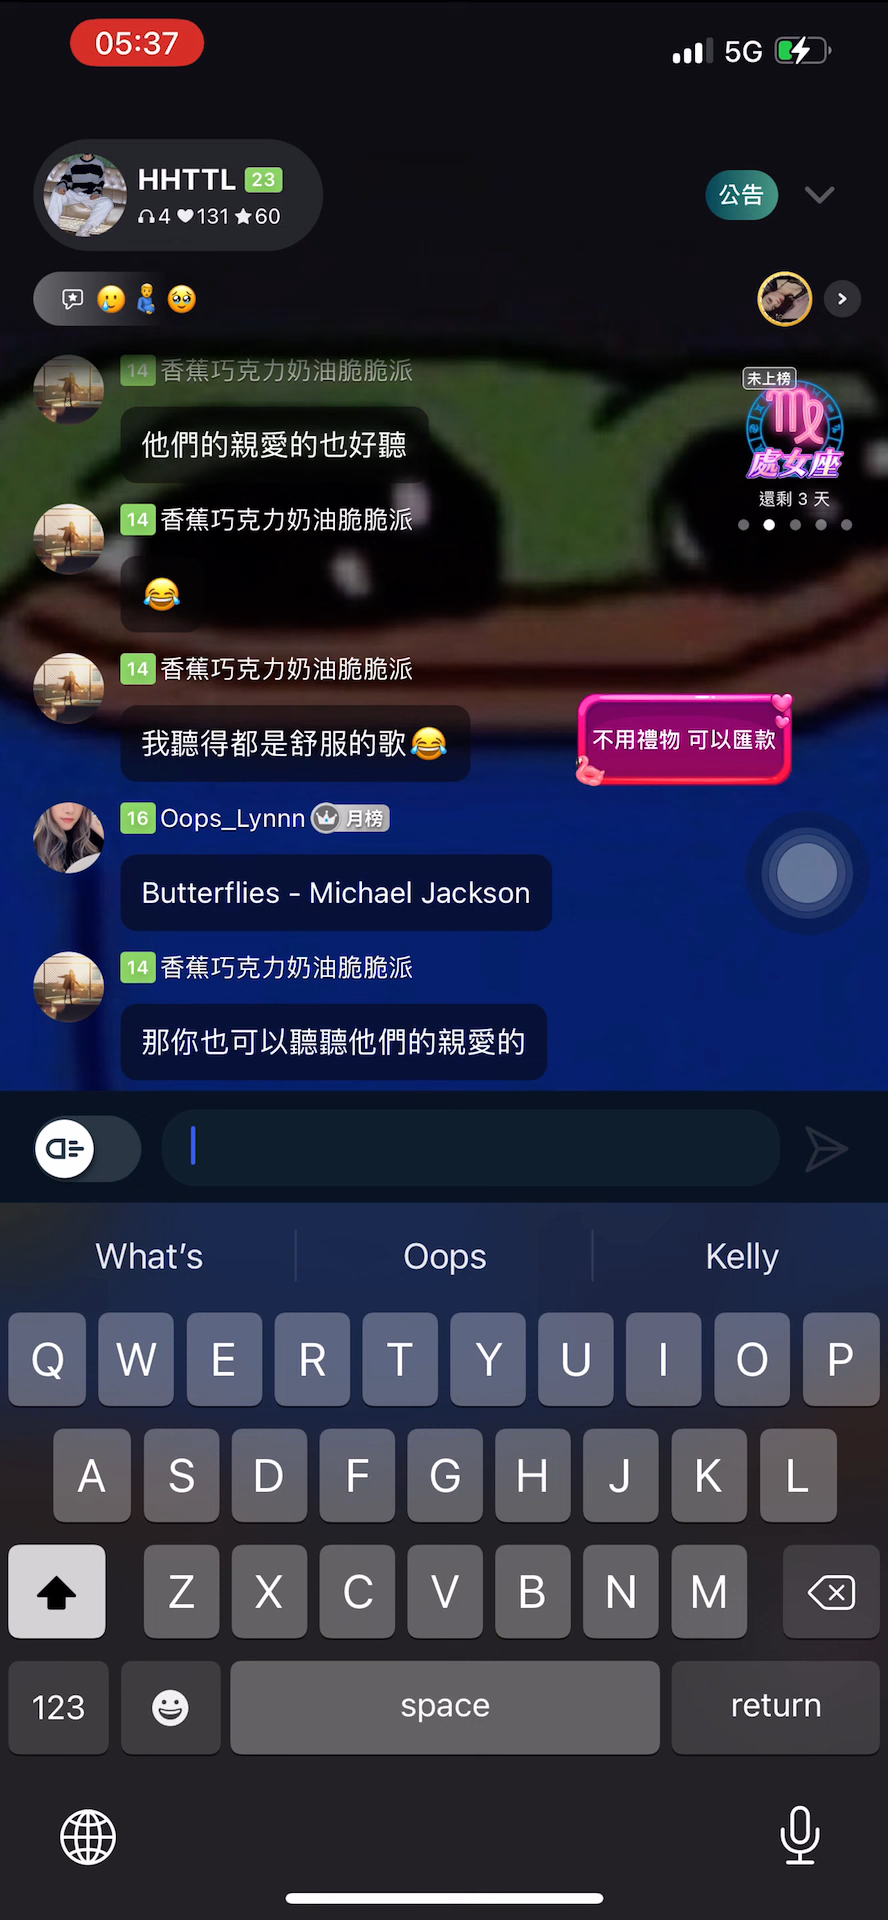 05:37
5G
HHTTL 23
4 131 60
公告
14 香蕉巧克力奶油脆脆派
他們的親愛的也好聽
未上榜
處女座
還剩 3 天
14 香蕉巧克力奶油脆脆派
😂
14 香蕉巧克力奶油脆脆派
我聽得都是舒服的歌😂
不用禮物 可以匯款
16 Oops_Lynnn 月榜
Butterflies - Michael Jackson
14 香蕉巧克力奶油脆脆派
那你也可以聽聽他們的親愛的
What's Oops Kelly
Q W E R T Y U I O P
A S D F G H J K L
Z X C V B N M
123 space return